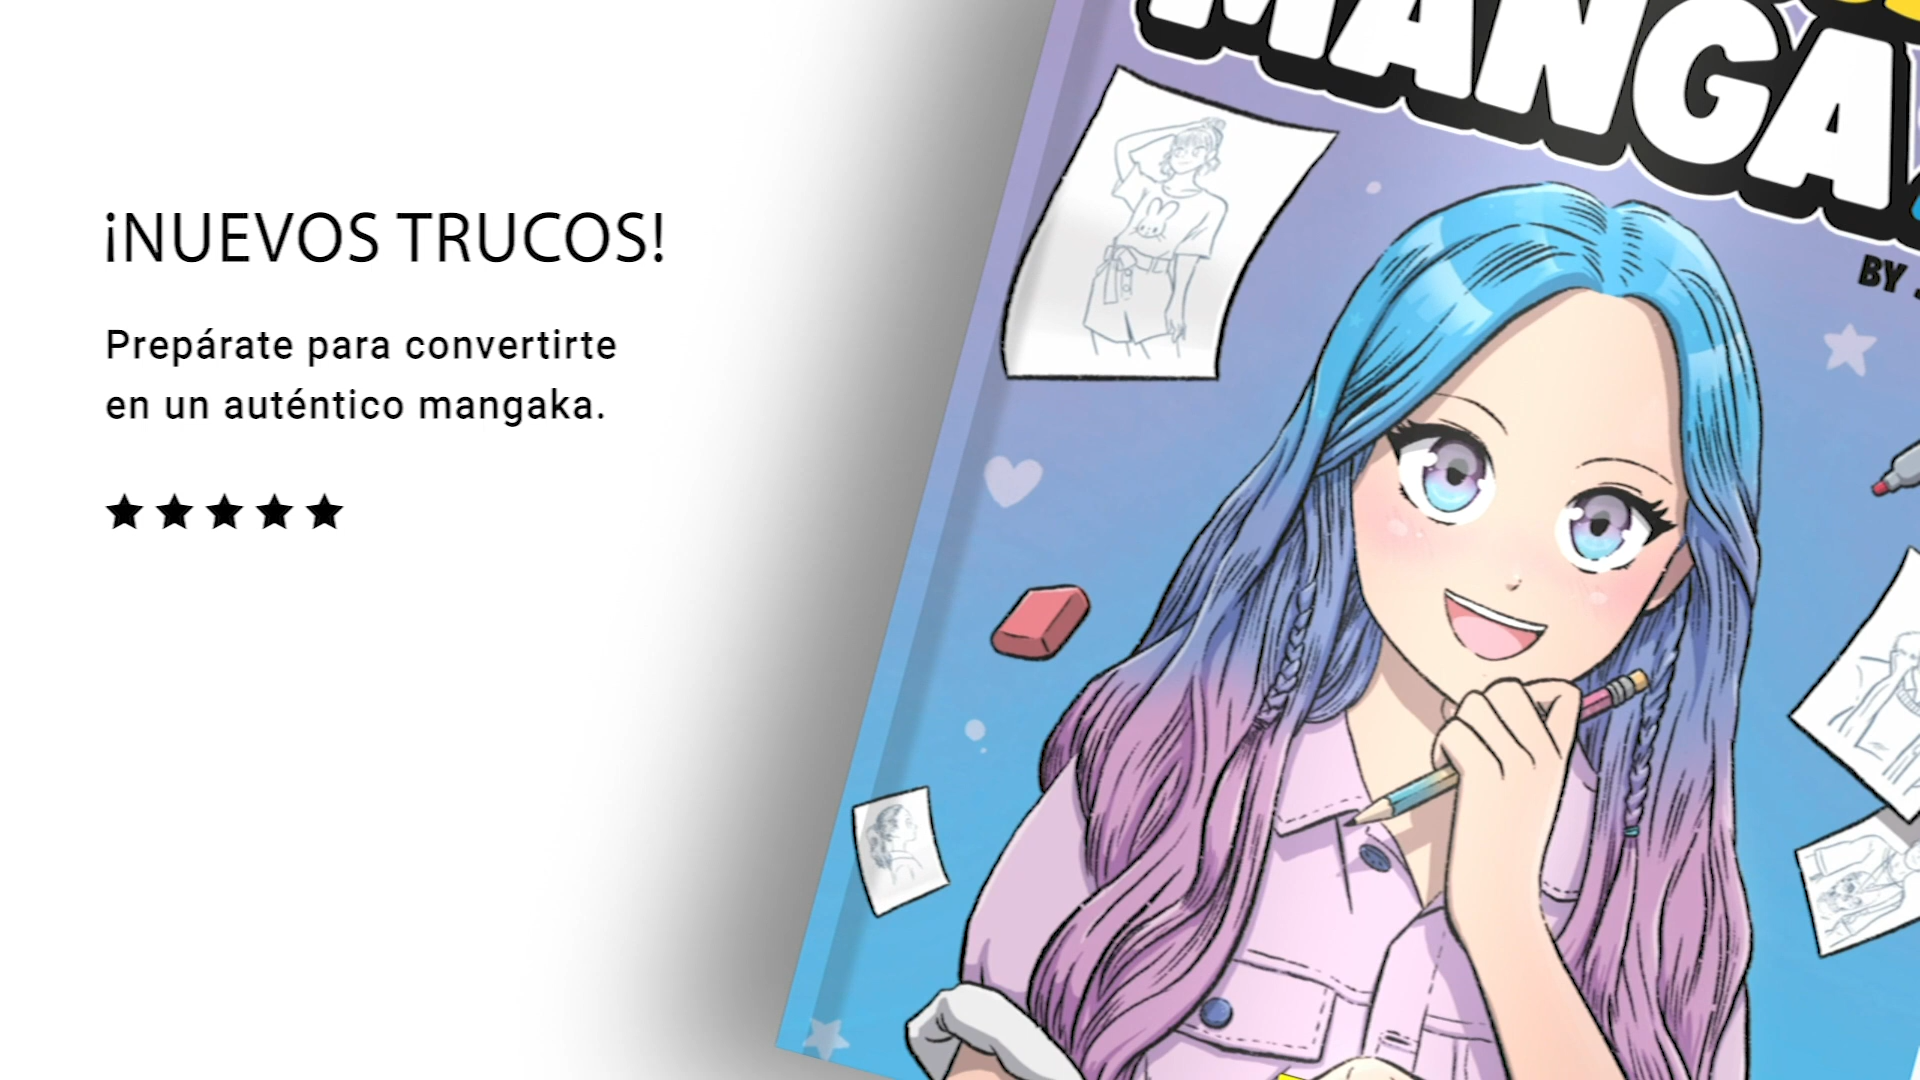 ¡NUEVOS TRUCOS!
Prepárate para convertirte
en un auténtico mangaka.
MANGA
BY